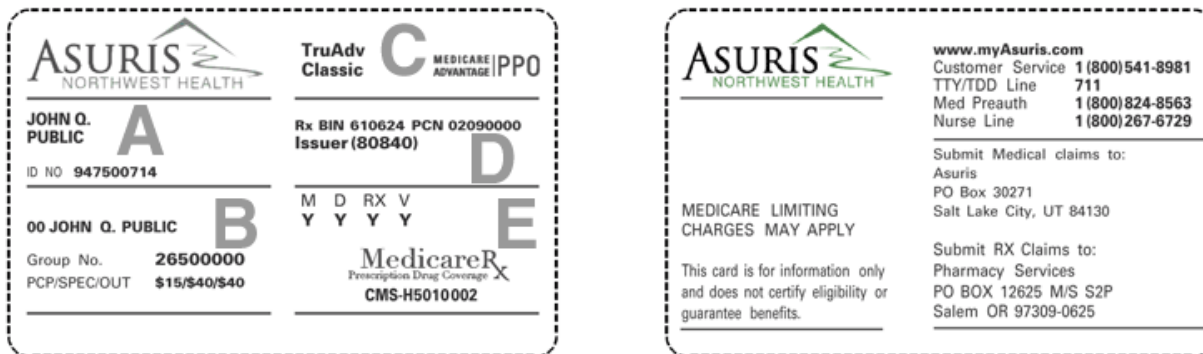 ASURIS
NORTHWEST HEALTH
TruAdv
Classic
C
MEDICARE
ADVANTAGE PPO
JOHN Q.
PUBLIC
A
ID NO 947500714
Rx BIN 610624 PCN 02090000
Issuer (80840)
D
00 JOHN Q. PUBLIC
B
Group No. 26500000
PCP/SPEC/OUT $15/$40/$40
M D RX V
Y Y Y Y
E
MedicareRx
Prescription Drug Coverage
CMS-H5010002
ASURIS
NORTHWEST HEALTH
MEDICARE LIMITING
CHARGES MAY APPLY
This card is for information only
and does not certify eligibility or
guarantee benefits.
www.myAsuris.com
Customer Service 1(800)541-8981
TTY/TDD Line 711
Med Preauth 1(800)824-8563
Nurse Line 1(800)267-6729
Submit Medical claims to:
Asuris
PO Box 30271
Salt Lake City, UT 84130
Submit RX Claims to:
Pharmacy Services
PO BOX 12625 M/S S2P
Salem OR 97309-0625